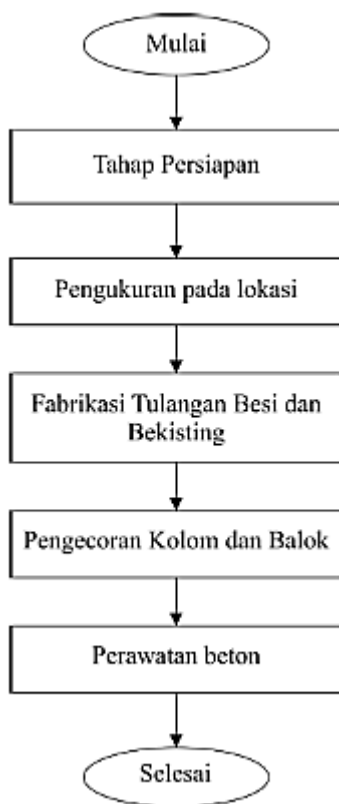 Mulai
Tahap Persiapan
Pengukuran pada lokasi
Fabrikasi Tulangan Besi dan
Bekisting
Pengecoran Kolom dan Balok
Perawatan beton
Selesai